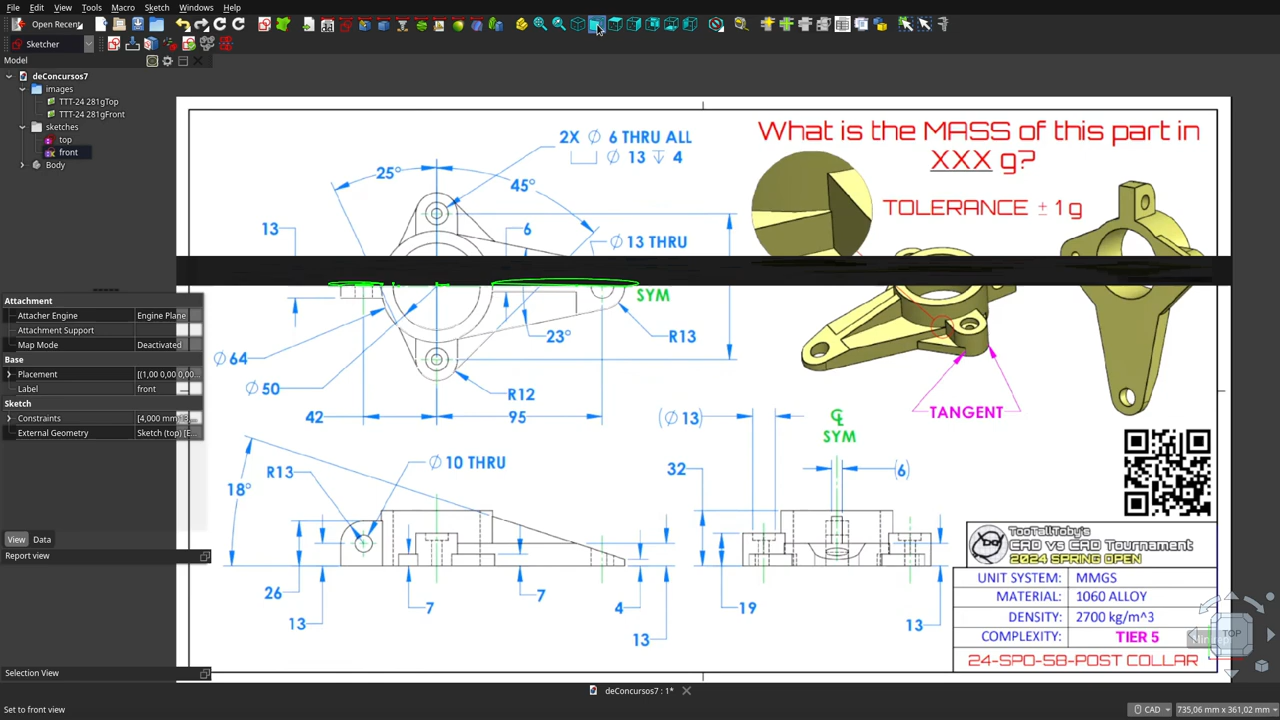 File Edit View Tools Macro Sketch Windows Help
Open Recent
Sketcher
Model
deConcursos7
images
TTT-24 281gTop
TTT-24 281gFront
sketches
top
front
Body
Attachment
Attacher Engine Engine Plane
Attachment Support
Map Mode Deactivated
Base
Placement [(1,00 0,00 0,00...
Label front
Sketch
Constraints
External Geometry Sketch (top) [E...
View Data
Report view
Selection View
Set to front view
2X Ø 6 THRU ALL
⌴ Ø 13 ↧ 4
25°
45°
13
6
Ø 13 THRU
SYM
23°
R13
Ø 64
Ø 50
R12
42
95
What is the MASS of this part in
XXX g?
TOLERANCE ± 1 g
TANGENT
R13
Ø 10 THRU
18°
26
13
7
7
4
13
(Ø 13)
℄
SYM
32
(6)
19
13
TooTallToby's
CAD vs CAD Tournament
2024 SPRING OPEN
UNIT SYSTEM: MMGS
MATERIAL: 1060 ALLOY
DENSITY: 2700 kg/m^3
COMPLEXITY: TIER 5
24-SPO-58-POST COLLAR
TOP
deConcursos7 : 1*
CAD
735,06 mm x 361,02 mm